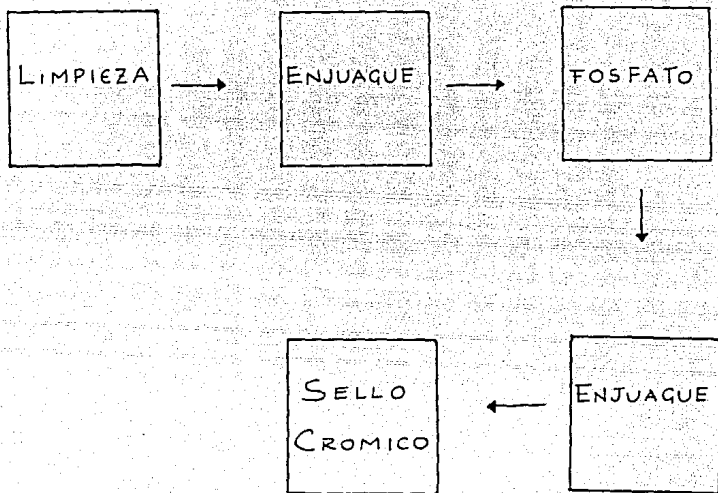 LIMPIEZA
ENJUAGUE
FOSFATO
ENJUAGUE
SELLO
CROMICO